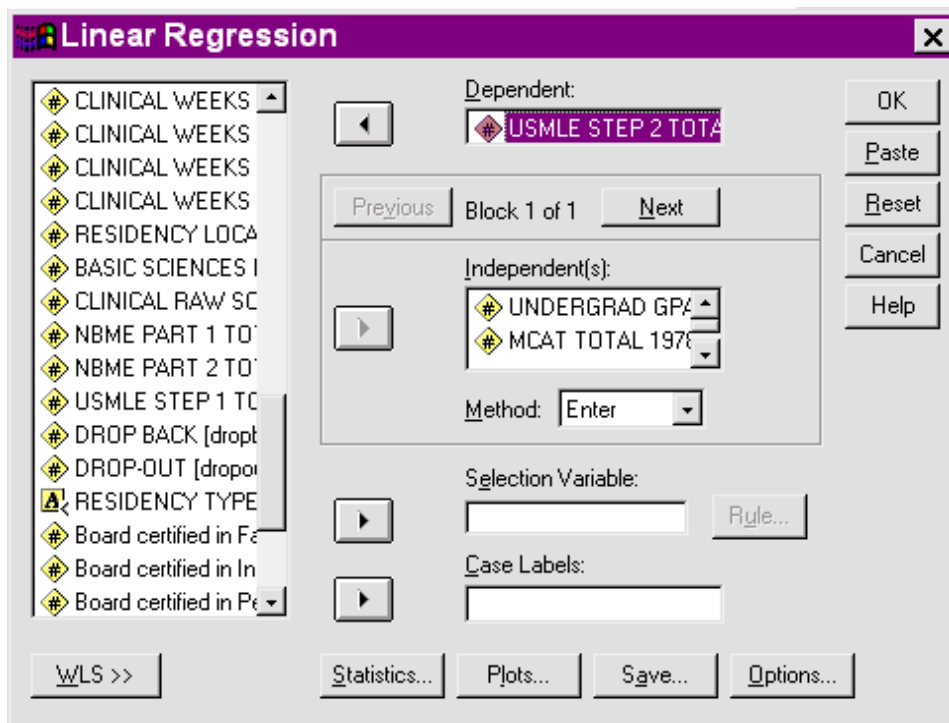 Linear Regression
CLINICAL WEEKS
CLINICAL WEEKS
CLINICAL WEEKS
CLINICAL WEEKS
RESIDENCY LOCA
BASIC SCIENCES
CLINICAL RAW SC
NBME PART 1 TO
NBME PART 2 TO
USMLE STEP 1 TO
DROP BACK [dropb
DROP-OUT [dropou
RESIDENCY TYPE
Board certified in Fa
Board certified in In
Board certified in Pe
WLS >>
Dependent:
USMLE STEP 2 TOTA
Previous
Block 1 of 1
Next
Independent(s):
UNDERGRAD GPA
MCAT TOTAL 1978
Method:
Enter
Selection Variable:
Rule...
Case Labels:
Statistics...
Plots...
Save...
Options...
OK
Paste
Reset
Cancel
Help